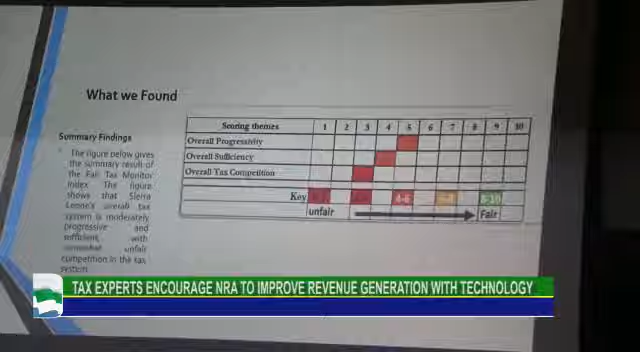 What we Found
Summary Findings
The figure below gives
the summary result of
the Fair Tax Monitor
Index The figure
shows that Sierra
Leone's overall tax
system is moderately
progressive and
sufficient, with
somewhat unfair
competition in the tax
system
Scoring themes 1 2 3 4 5 6 7 8 9 10
Overall Progressivity
Overall Sufficiency
Overall Tax Competition
Key 4-6 8-10
unfair Fair
TAX EXPERTS ENCOURAGE NRA TO IMPROVE REVENUE GENERATION WITH TECHNOLOGY